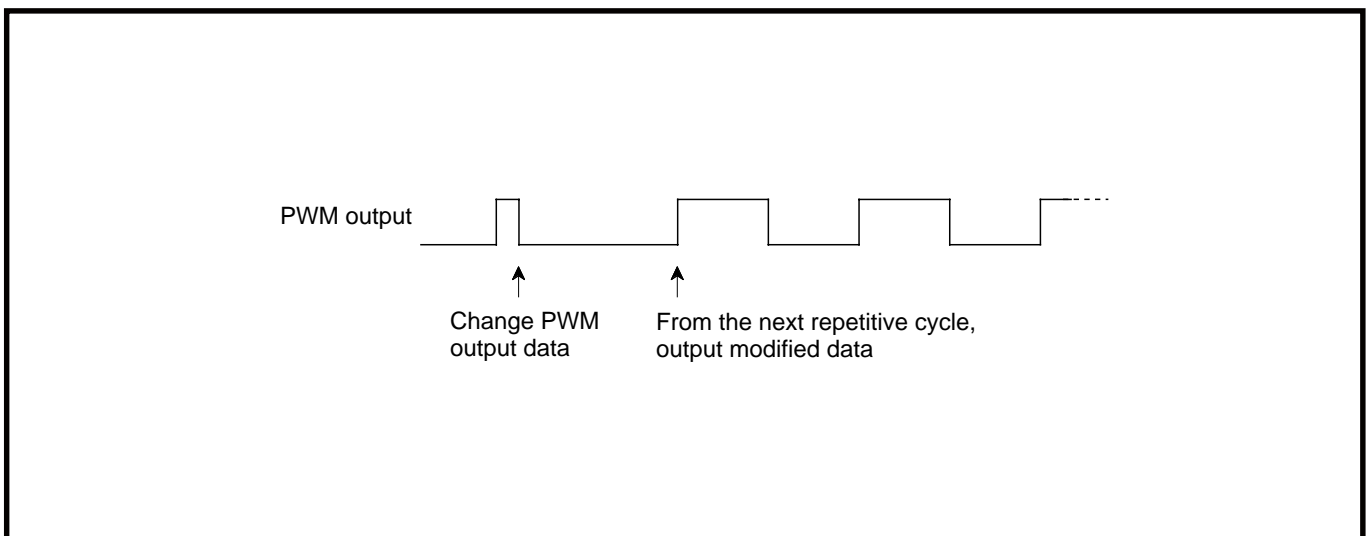 PWM output
Change PWM
output data
From the next repetitive cycle,
output modified data